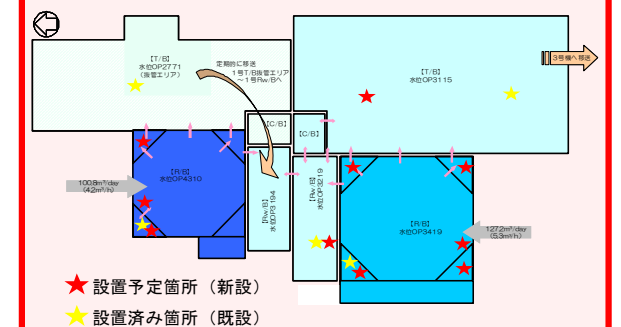 【T/B】
水位OP2771
(抜管エリア)
定期的に移送
1号T/B抜管エリア
～1号Rw/Bへ
【T/B】
水位OP3115
3号機へ移送
【C/B】
【C/B】
【R/B】
水位OP4310
【Rw/B】
水位OP3194
【Rw/B】
水位OP3219
【R/B】
水位OP3419
100.8m³/day
(4.2m³/h)
127.2m³/day
(5.3m³/h)
設置予定箇所（新設）
設置済み箇所（既設）